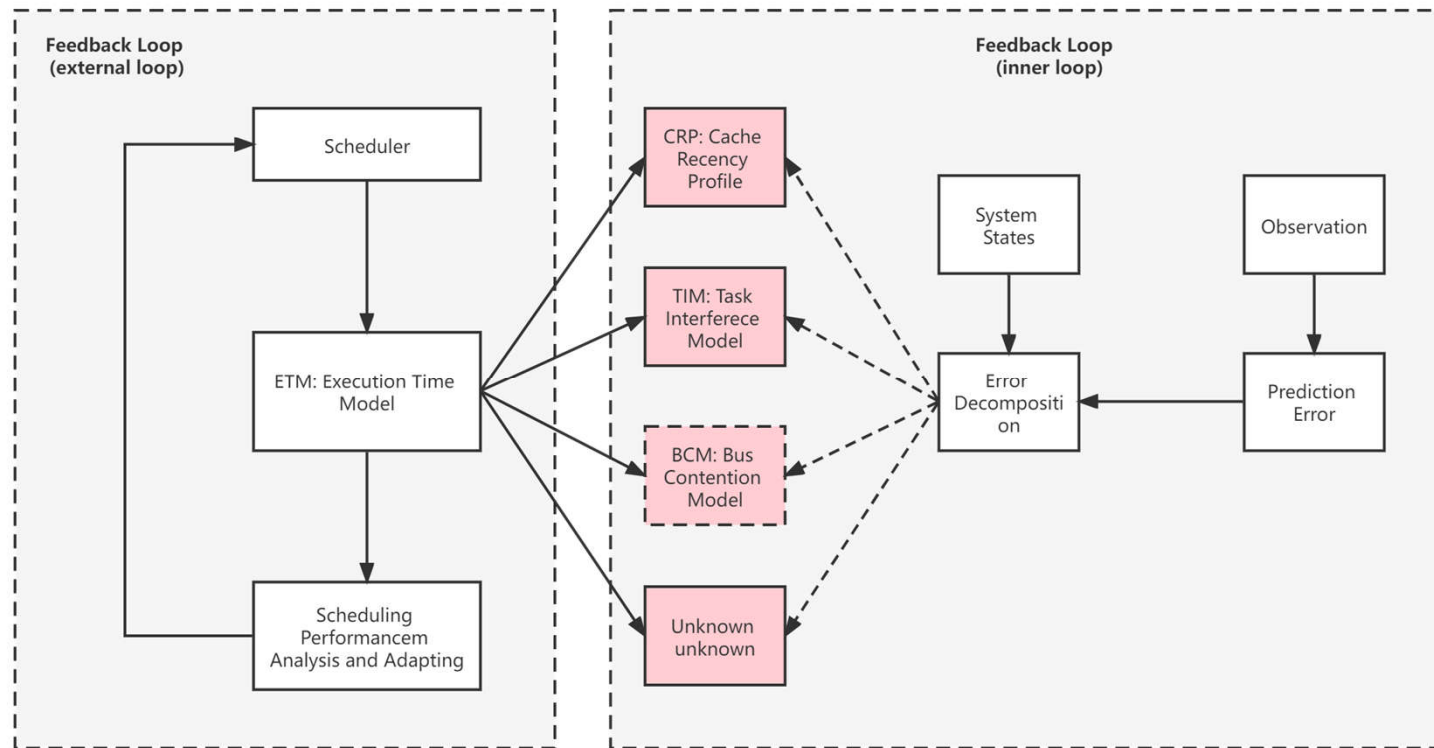 Feedback Loop
(external loop)
Scheduler
ETM: Execution Time
Model
Scheduling
Performancem
Analysis and Adapting
Feedback Loop
(inner loop)
CRP: Cache
Recency
Profile
TIM: Task
Interferece
Model
BCM: Bus
Contention
Model
Unknown
unknown
System
States
Observation
Error
Decompositi
on
Prediction
Error